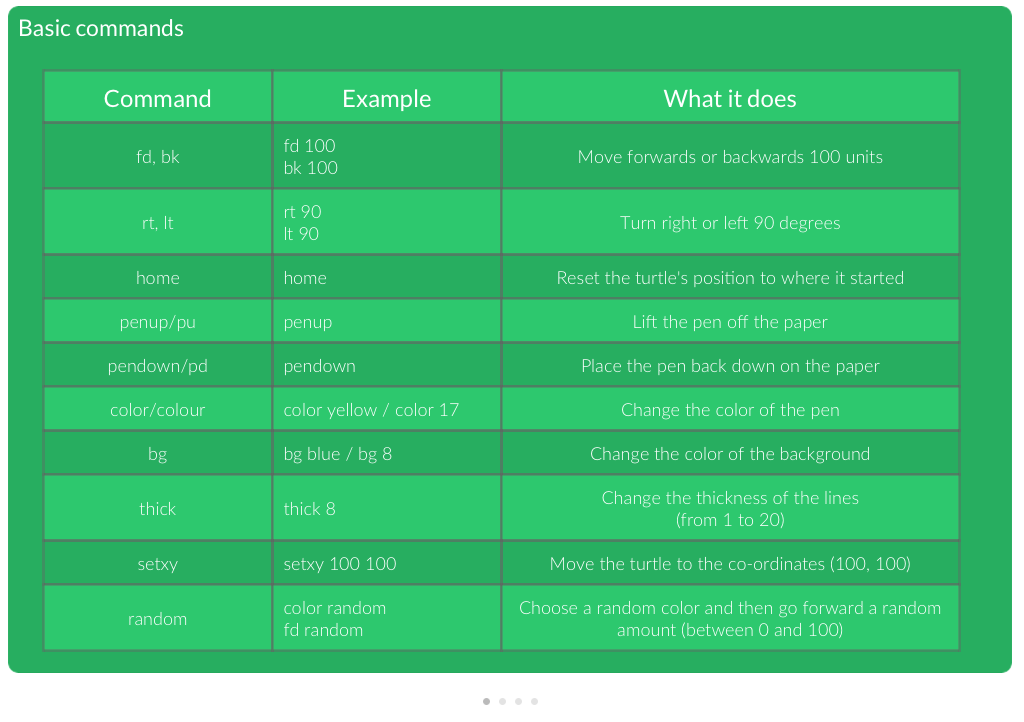 Basic commands
Command Example What it does
fd, bk
fd 100
bk 100
Move forwards or backwards 100 units
rt, lt
rt 90
lt 90
Turn right or left 90 degrees
home home Reset the turtle's position to where it started
penup/pu penup Lift the pen off the paper
pendown/pd pendown Place the pen back down on the paper
color/colour color yellow / color 17 Change the color of the pen
bg bg blue / bg 8 Change the color of the background
thick thick 8
Change the thickness of the lines
(from 1 to 20)
setxy setxy 100 100 Move the turtle to the co-ordinates (100, 100)
random
color random
fd random
Choose a random color and then go forward a random
amount (between 0 and 100)